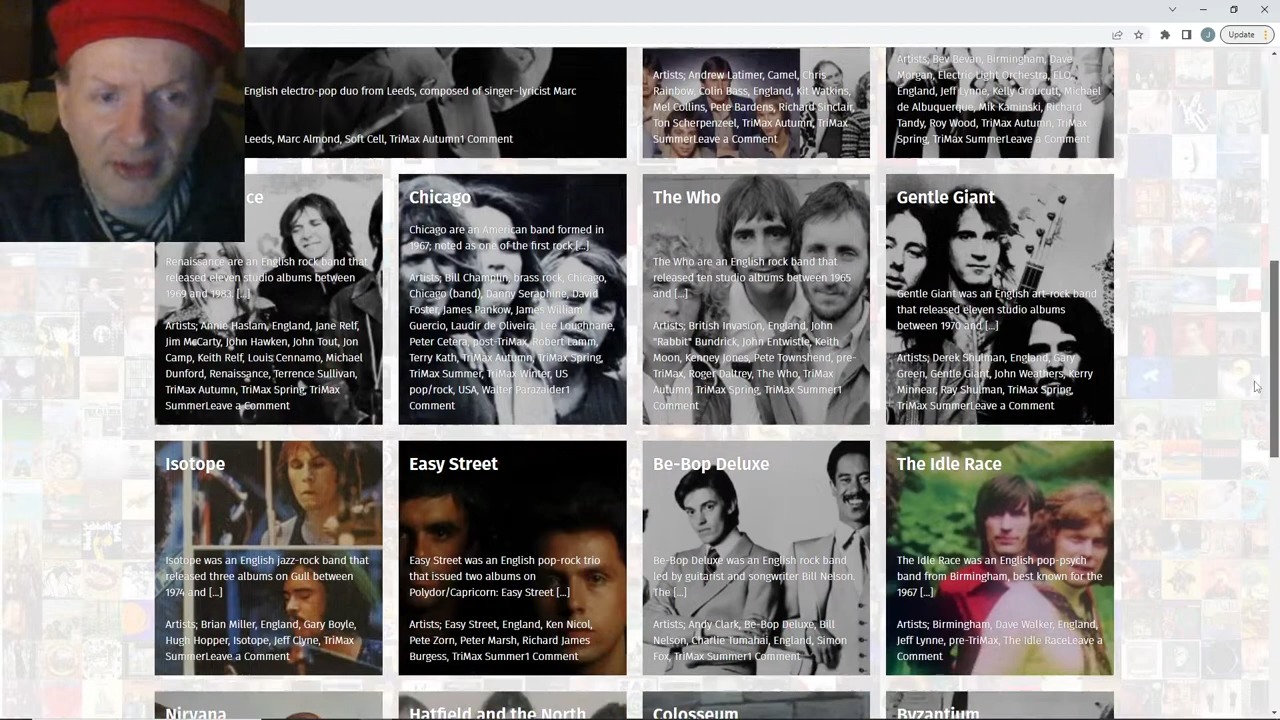 J
Update
English electro-pop duo from Leeds, composed of singer–lyricist Marc
Leeds, Marc Almond, Soft Cell, TriMax Autumn1 Comment
Artists; Andrew Latimer, Camel, Chris
Rainbow, Colin Bass, England, Kit Watkins,
Mel Collins, Pete Bardens, Richard Sinclair,
Ton Scherpenzeel, TriMax Autumn, TriMax
SummerLeave a Comment
Artists; Bev Bevan, Birmingham, Dave
Morgan, Electric Light Orchestra, ELO,
England, Jeff Lynne, Kelly Groucutt, Michael
de Albuquerque, Mik Kaminski, Richard
Tandy, Roy Wood, TriMax Autumn, TriMax
Spring, TriMax SummerLeave a Comment
ce
Renaissance are an English rock band that
released eleven studio albums between
1969 and 1983. [...]
Artists; Annie Haslam, England, Jane Relf,
Jim McCarty, John Hawken, John Tout, Jon
Camp, Keith Relf, Louis Cennamo, Michael
Dunford, Renaissance, Terrence Sullivan,
TriMax Autumn, TriMax Spring, TriMax
SummerLeave a Comment
Chicago
Chicago are an American band formed in
1967; noted as one of the first rock [...]
Artists; Bill Champlin, brass rock, Chicago,
Chicago (band), Danny Seraphine, David
Foster, James Pankow, James William
Guercio, Laudir de Oliveira, Lee Loughnane,
Peter Cetera, post-TriMax, Robert Lamm,
Terry Kath, TriMax Autumn, TriMax Spring,
TriMax Summer, TriMax Winter, US
pop/rock, USA, Walter Parazaider1
Comment
The Who
The Who are an English rock band that
released ten studio albums between 1965
and [...]
Artists; British Invasion, England, John
"Rabbit" Bundrick, John Entwistle, Keith
Moon, Kenney Jones, Pete Townshend, pre-
TriMax, Roger Daltrey, The Who, TriMax
Autumn, TriMax Spring, TriMax Summer1
Comment
Gentle Giant
Gentle Giant was an English art-rock band
that released eleven studio albums
between 1970 and [...]
Artists; Derek Shulman, England, Gary
Green, Gentle Giant, John Weathers, Kerry
Minnear, Ray Shulman, TriMax Spring,
TriMax SummerLeave a Comment
Isotope
Isotope was an English jazz-rock band that
released three albums on Gull between
1974 and [...]
Artists; Brian Miller, England, Gary Boyle,
Hugh Hopper, Isotope, Jeff Clyne, TriMax
SummerLeave a Comment
Easy Street
Easy Street was an English pop-rock trio
that issued two albums on
Polydor/Capricorn: Easy Street [...]
Artists; Easy Street, England, Ken Nicol,
Pete Zorn, Peter Marsh, Richard James
Burgess, TriMax Summer1 Comment
Be-Bop Deluxe
Be-Bop Deluxe was an English rock band
led by guitarist and songwriter Bill Nelson.
The [...]
Artists; Andy Clark, Be-Bop Deluxe, Bill
Nelson, Charlie Tumahai, England, Simon
Fox, TriMax Summer1 Comment
The Idle Race
The Idle Race was an English pop-psych
band from Birmingham, best known for the
1967 [...]
Artists; Birmingham, Dave Walker, England,
Jeff Lynne, pre-TriMax, The Idle RaceLeave a
Comment
Nirvana
Hatfield and the North
Colosseum
Byzantium